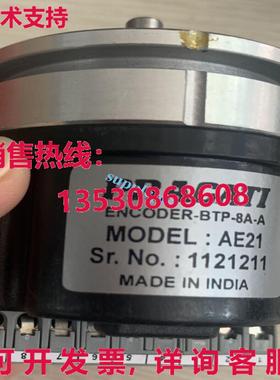 术支持
销售热线：
13530868608
ENCODER-BTP-8A-A
MODEL : AE21
Sr. No. : 1121211
MADE IN INDIA
可开发票，详询客服